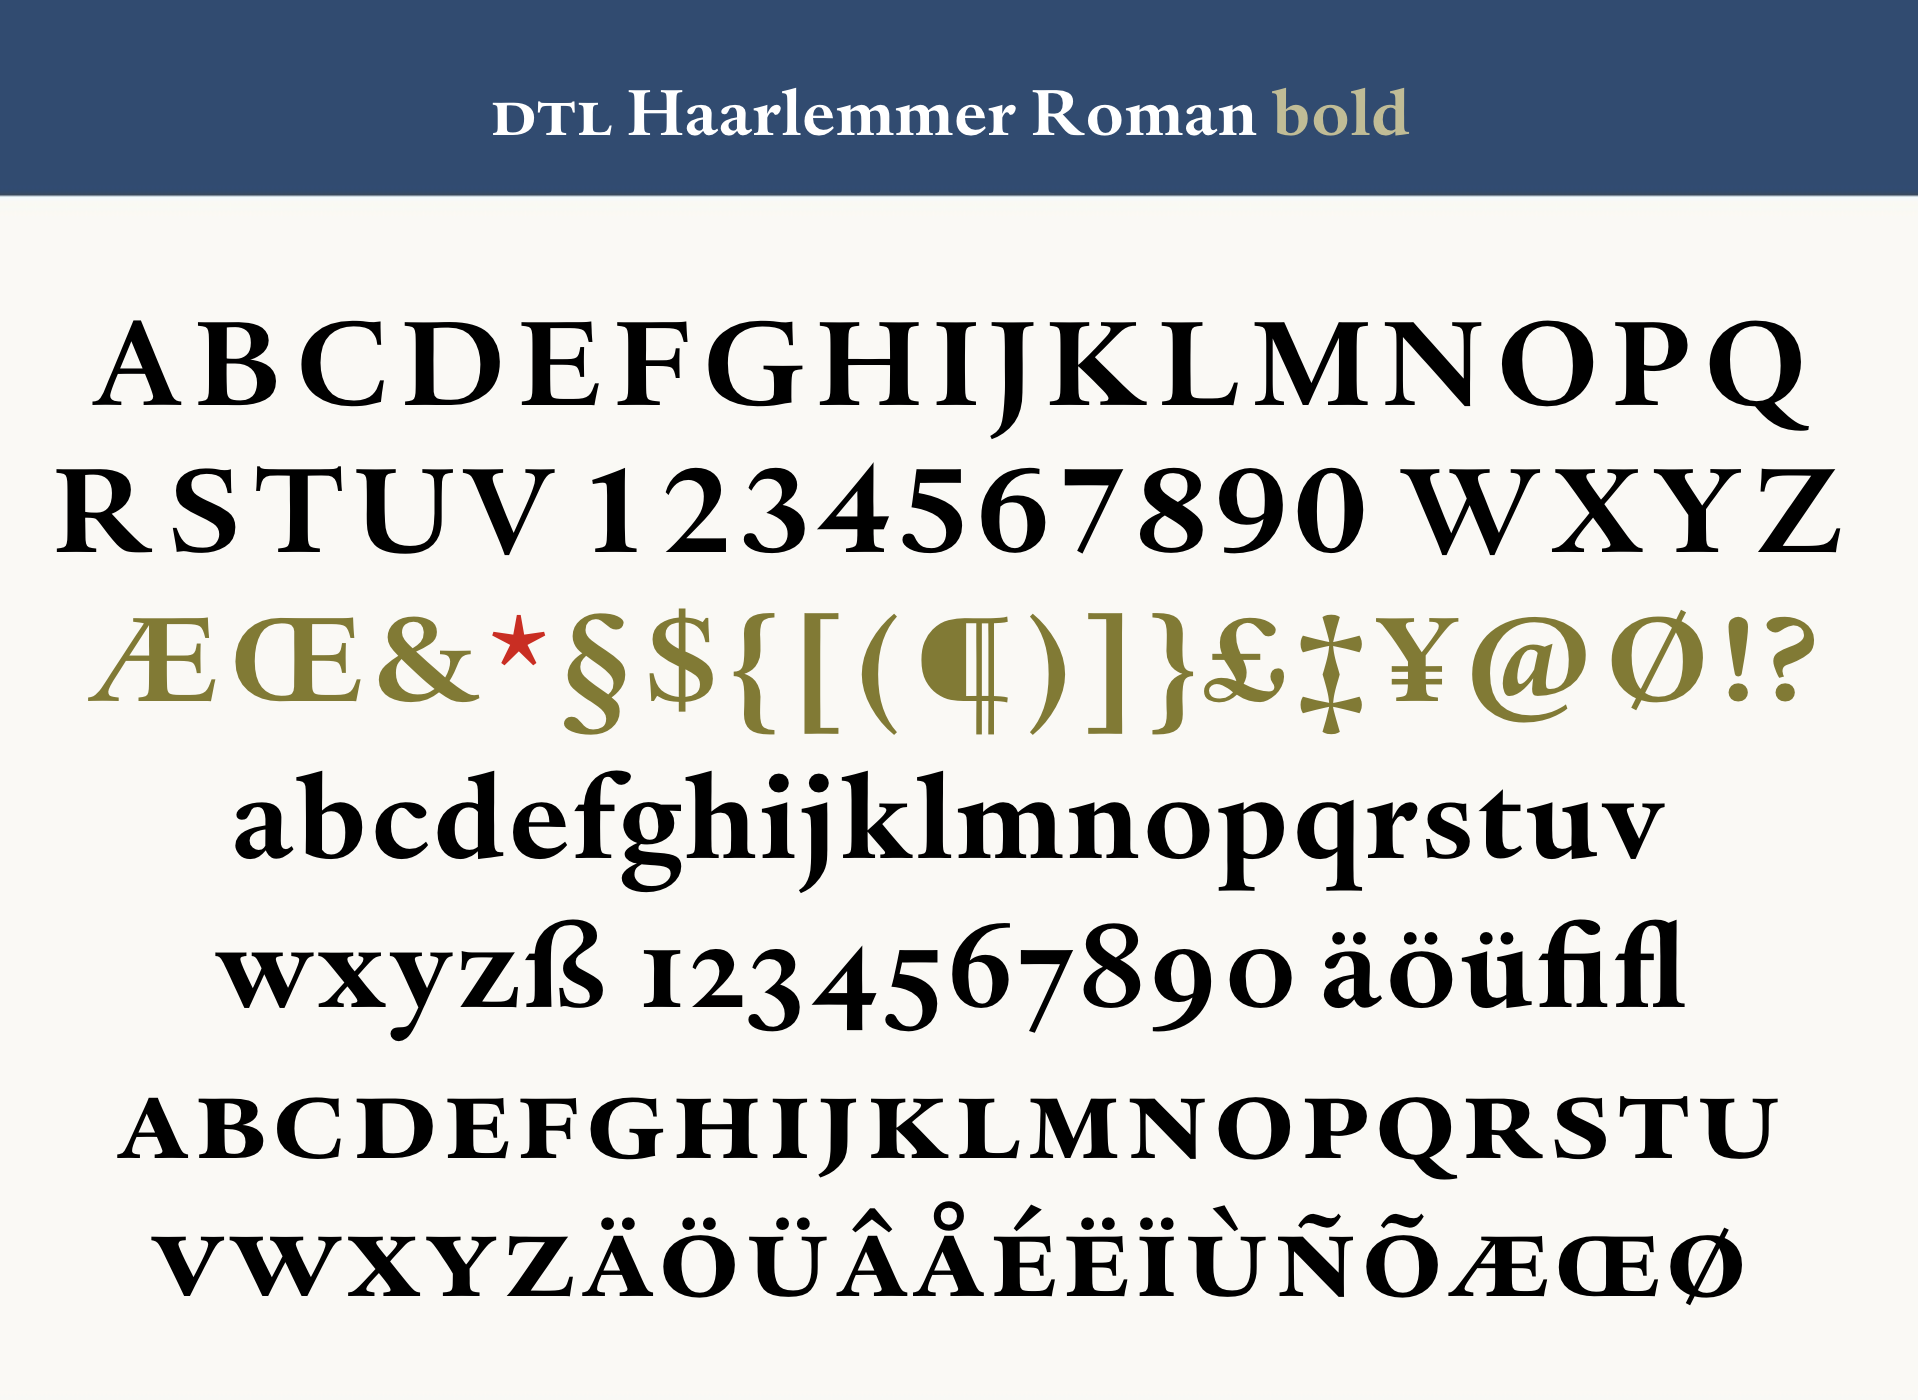 DTL Haarlemmer Roman bold
ABCDEFGHIJKLMNOPQ
RSTUV 1234567890 WXYZ
ÆŒ&*§${[(¶)]}£‡¥@Ø!?
abcdefghijklmnopqrstuv
wxyzß 1234567890 äöüfifl
ABCDEFGHIJKLMNOPQRSTU
VWXYZÄÖÜÂÅÉËÏÙÑÕÆŒØ